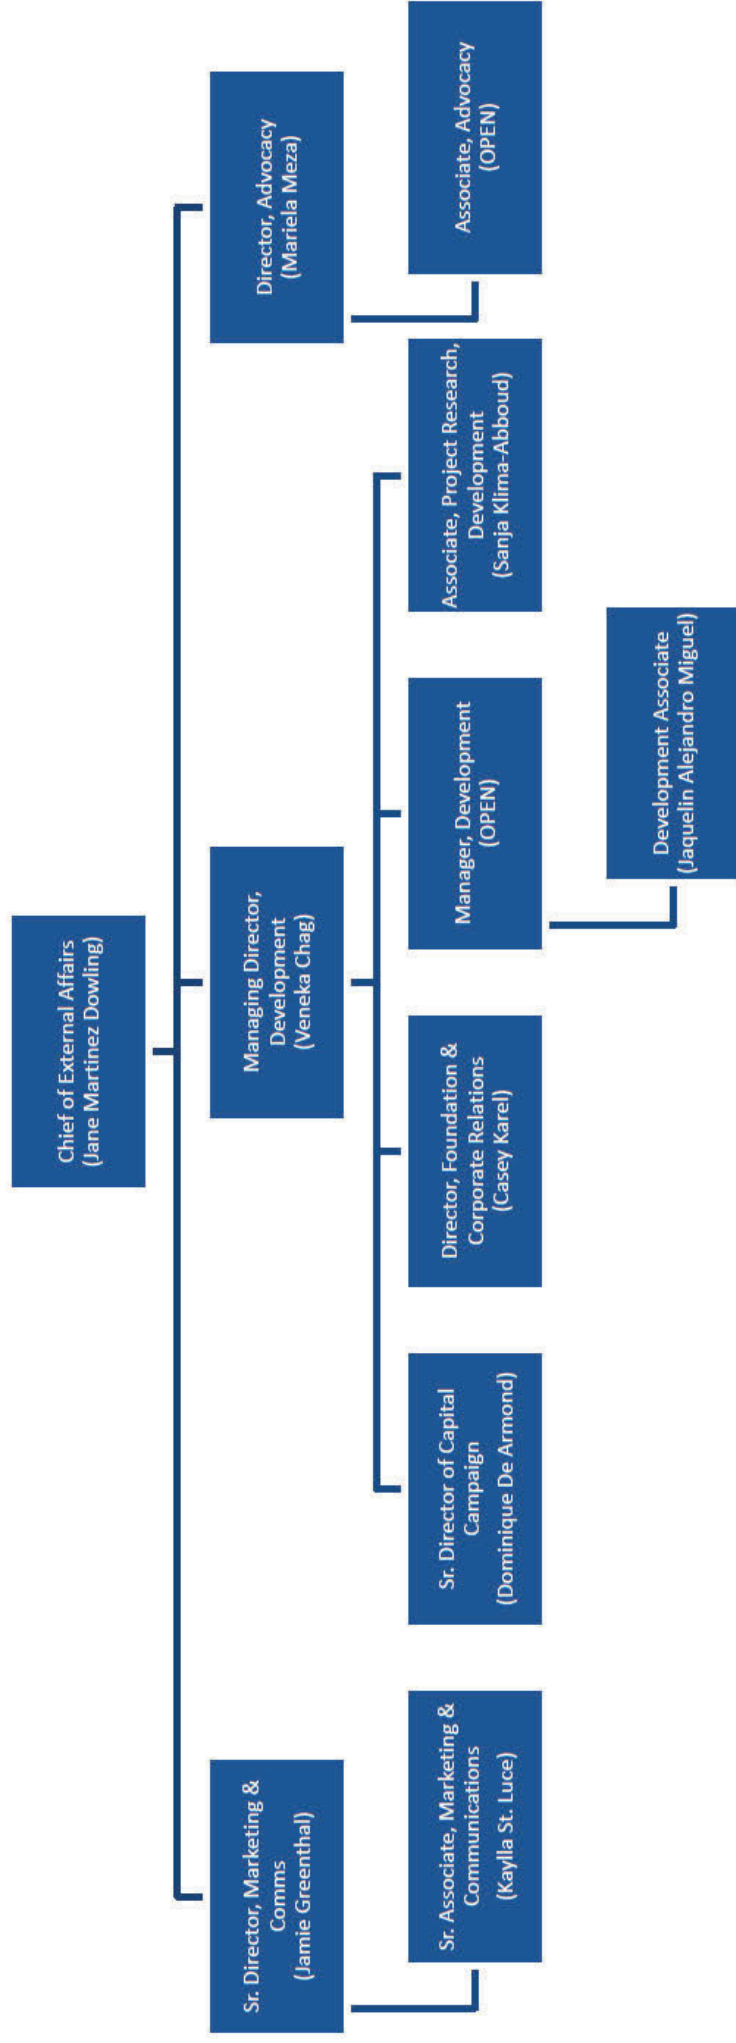 Chief of External Affairs
(Jane Martinez Dowling)
Sr. Director, Marketing &
Comms
(Jamie Greenthal)
Managing Director,
Development
(Veneka Chag)
Director, Advocacy
(Mariela Meza)
Sr. Associate, Marketing &
Communications
(Kaylla St. Luce)
Sr. Director of Capital
Campaign
(Dominique De Armond)
Director, Foundation &
Corporate Relations
(Casey Karel)
Manager, Development
(OPEN)
Associate, Project Research,
Development
(Sanja Klima-Abboud)
Associate, Advocacy
(OPEN)
Development Associate
(Jaquelin Alejandro Miguel)